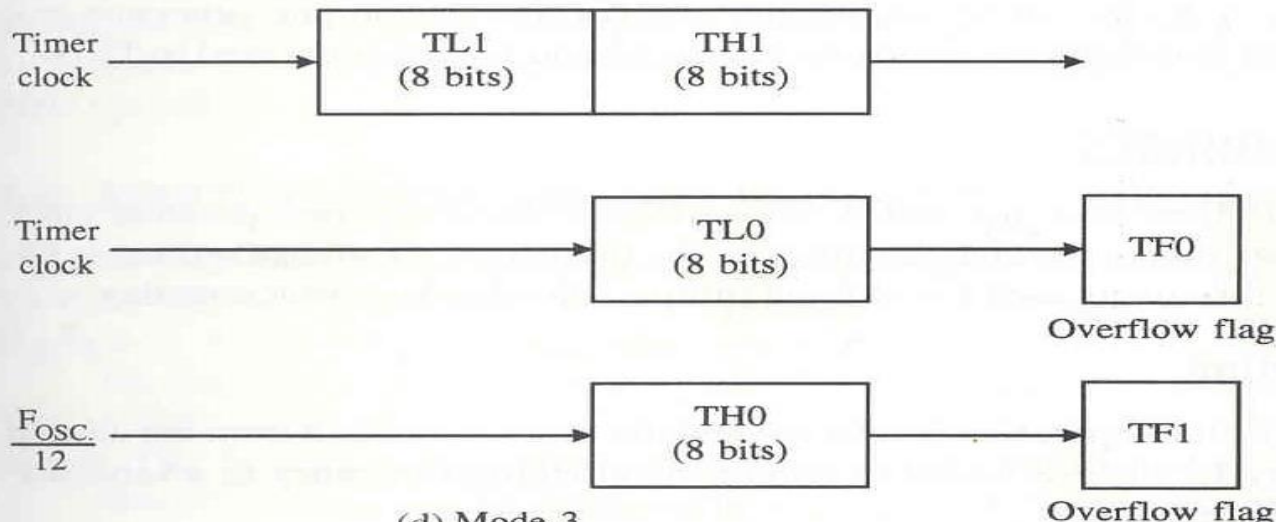 Timer
clock
TL1
(8 bits)
TH1
(8 bits)
Timer
clock
TL0
(8 bits)
TF0
Overflow flag
FOSC.
12
TH0
(8 bits)
TF1
Overflow flag
(d) Mode 3